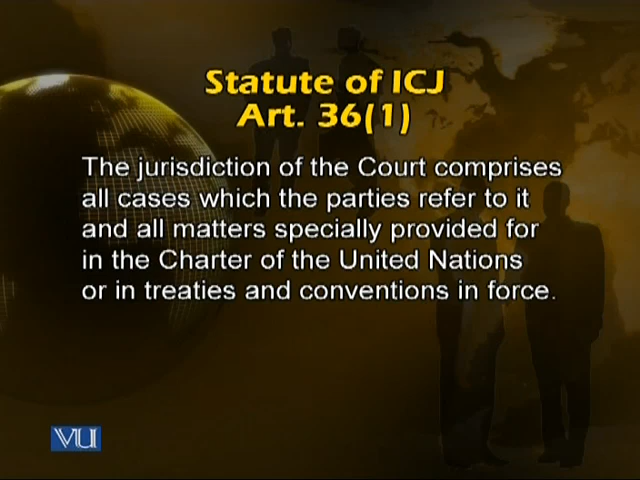 Statute of ICJ
Art. 36(1)
The jurisdiction of the Court comprises
all cases which the parties refer to it
and all matters specially provided for
in the Charter of the United Nations
or in treaties and conventions in force.
VU